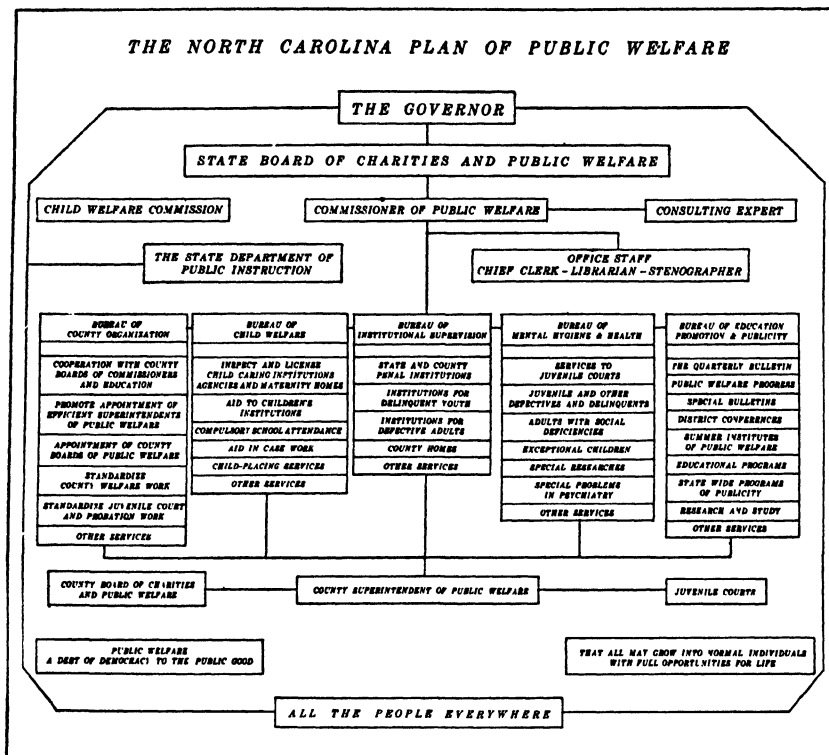 THE NORTH CAROLINA PLAN OF PUBLIC WELFARE
THE GOVERNOR
STATE BOARD OF CHARITIES AND PUBLIC WELFARE
CHILD WELFARE COMMISSION
COMMISSIONER OF PUBLIC WELFARE
CONSULTING EXPERT
THE STATE DEPARTMENT OF
PUBLIC INSTRUCTION
OFFICE STAFF
CHIEF CLERK - LIBRARIAN - STENOGRAPHER
BUREAU OF
COUNTY ORGANIZATION
COOPERATION WITH COUNTY
BOARDS OF COMMISSIONERS
AND EDUCATION
PROMOTE APPOINTMENT OF
EFFICIENT SUPERINTENDENTS
OF PUBLIC WELFARE
APPOINTMENT OF COUNTY
BOARDS OF PUBLIC WELFARE
STANDARDIZE
COUNTY WELFARE WORK
STANDARDIZE JUVENILE COURT
AND PROBATION WORK
OTHER SERVICES
BUREAU OF
CHILD WELFARE
INSPECT AND LICENSE
CHILD CARING INSTITUTIONS
AGENCIES AND MATERNITY HOMES
AID TO CHILDREN'S
INSTITUTIONS
COMPULSORY SCHOOL ATTENDANCE
AID IN CASE WORK
CHILD-PLACING SERVICES
OTHER SERVICES
BUREAU OF
INSTITUTIONAL SUPERVISION
STATE AND COUNTY
PENAL INSTITUTIONS
INSTITUTIONS FOR
DELINQUENT YOUTH
INSTITUTIONS FOR
DEFECTIVE ADULTS
COUNTY HOMES
OTHER SERVICES
BUREAU OF
MENTAL HYGIENE & HEALTH
SERVICES TO
JUVENILE COURTS
JUVENILE AND OTHER
DEFECTIVES AND DELINQUENTS
ADULTS WITH SOCIAL
DEFICIENCIES
EXCEPTIONAL CHILDREN
SPECIAL RESEARCHES
SPECIAL PROBLEMS
IN PSYCHIATRY
OTHER SERVICES
BUREAU OF EDUCATION
PROMOTION & PUBLICITY
THE QUARTERLY BULLETIN
PUBLIC WELFARE PROGRESS
SPECIAL BULLETINS
DISTRICT CONFERENCES
SUMMER INSTITUTES
OF PUBLIC WELFARE
EDUCATIONAL PROGRAMS
STATE WIDE PROGRAMS
OF PUBLICITY
RESEARCH AND STUDY
OTHER SERVICES
COUNTY BOARD OF CHARITIES
AND PUBLIC WELFARE
COUNTY SUPERINTENDENT OF PUBLIC WELFARE
JUVENILE COURTS
PUBLIC WELFARE
A DEBT OF DEMOCRACY TO THE PUBLIC GOOD
THAT ALL MAY GROW INTO NORMAL INDIVIDUALS
WITH FULL OPPORTUNITIES FOR LIFE
ALL THE PEOPLE EVERYWHERE